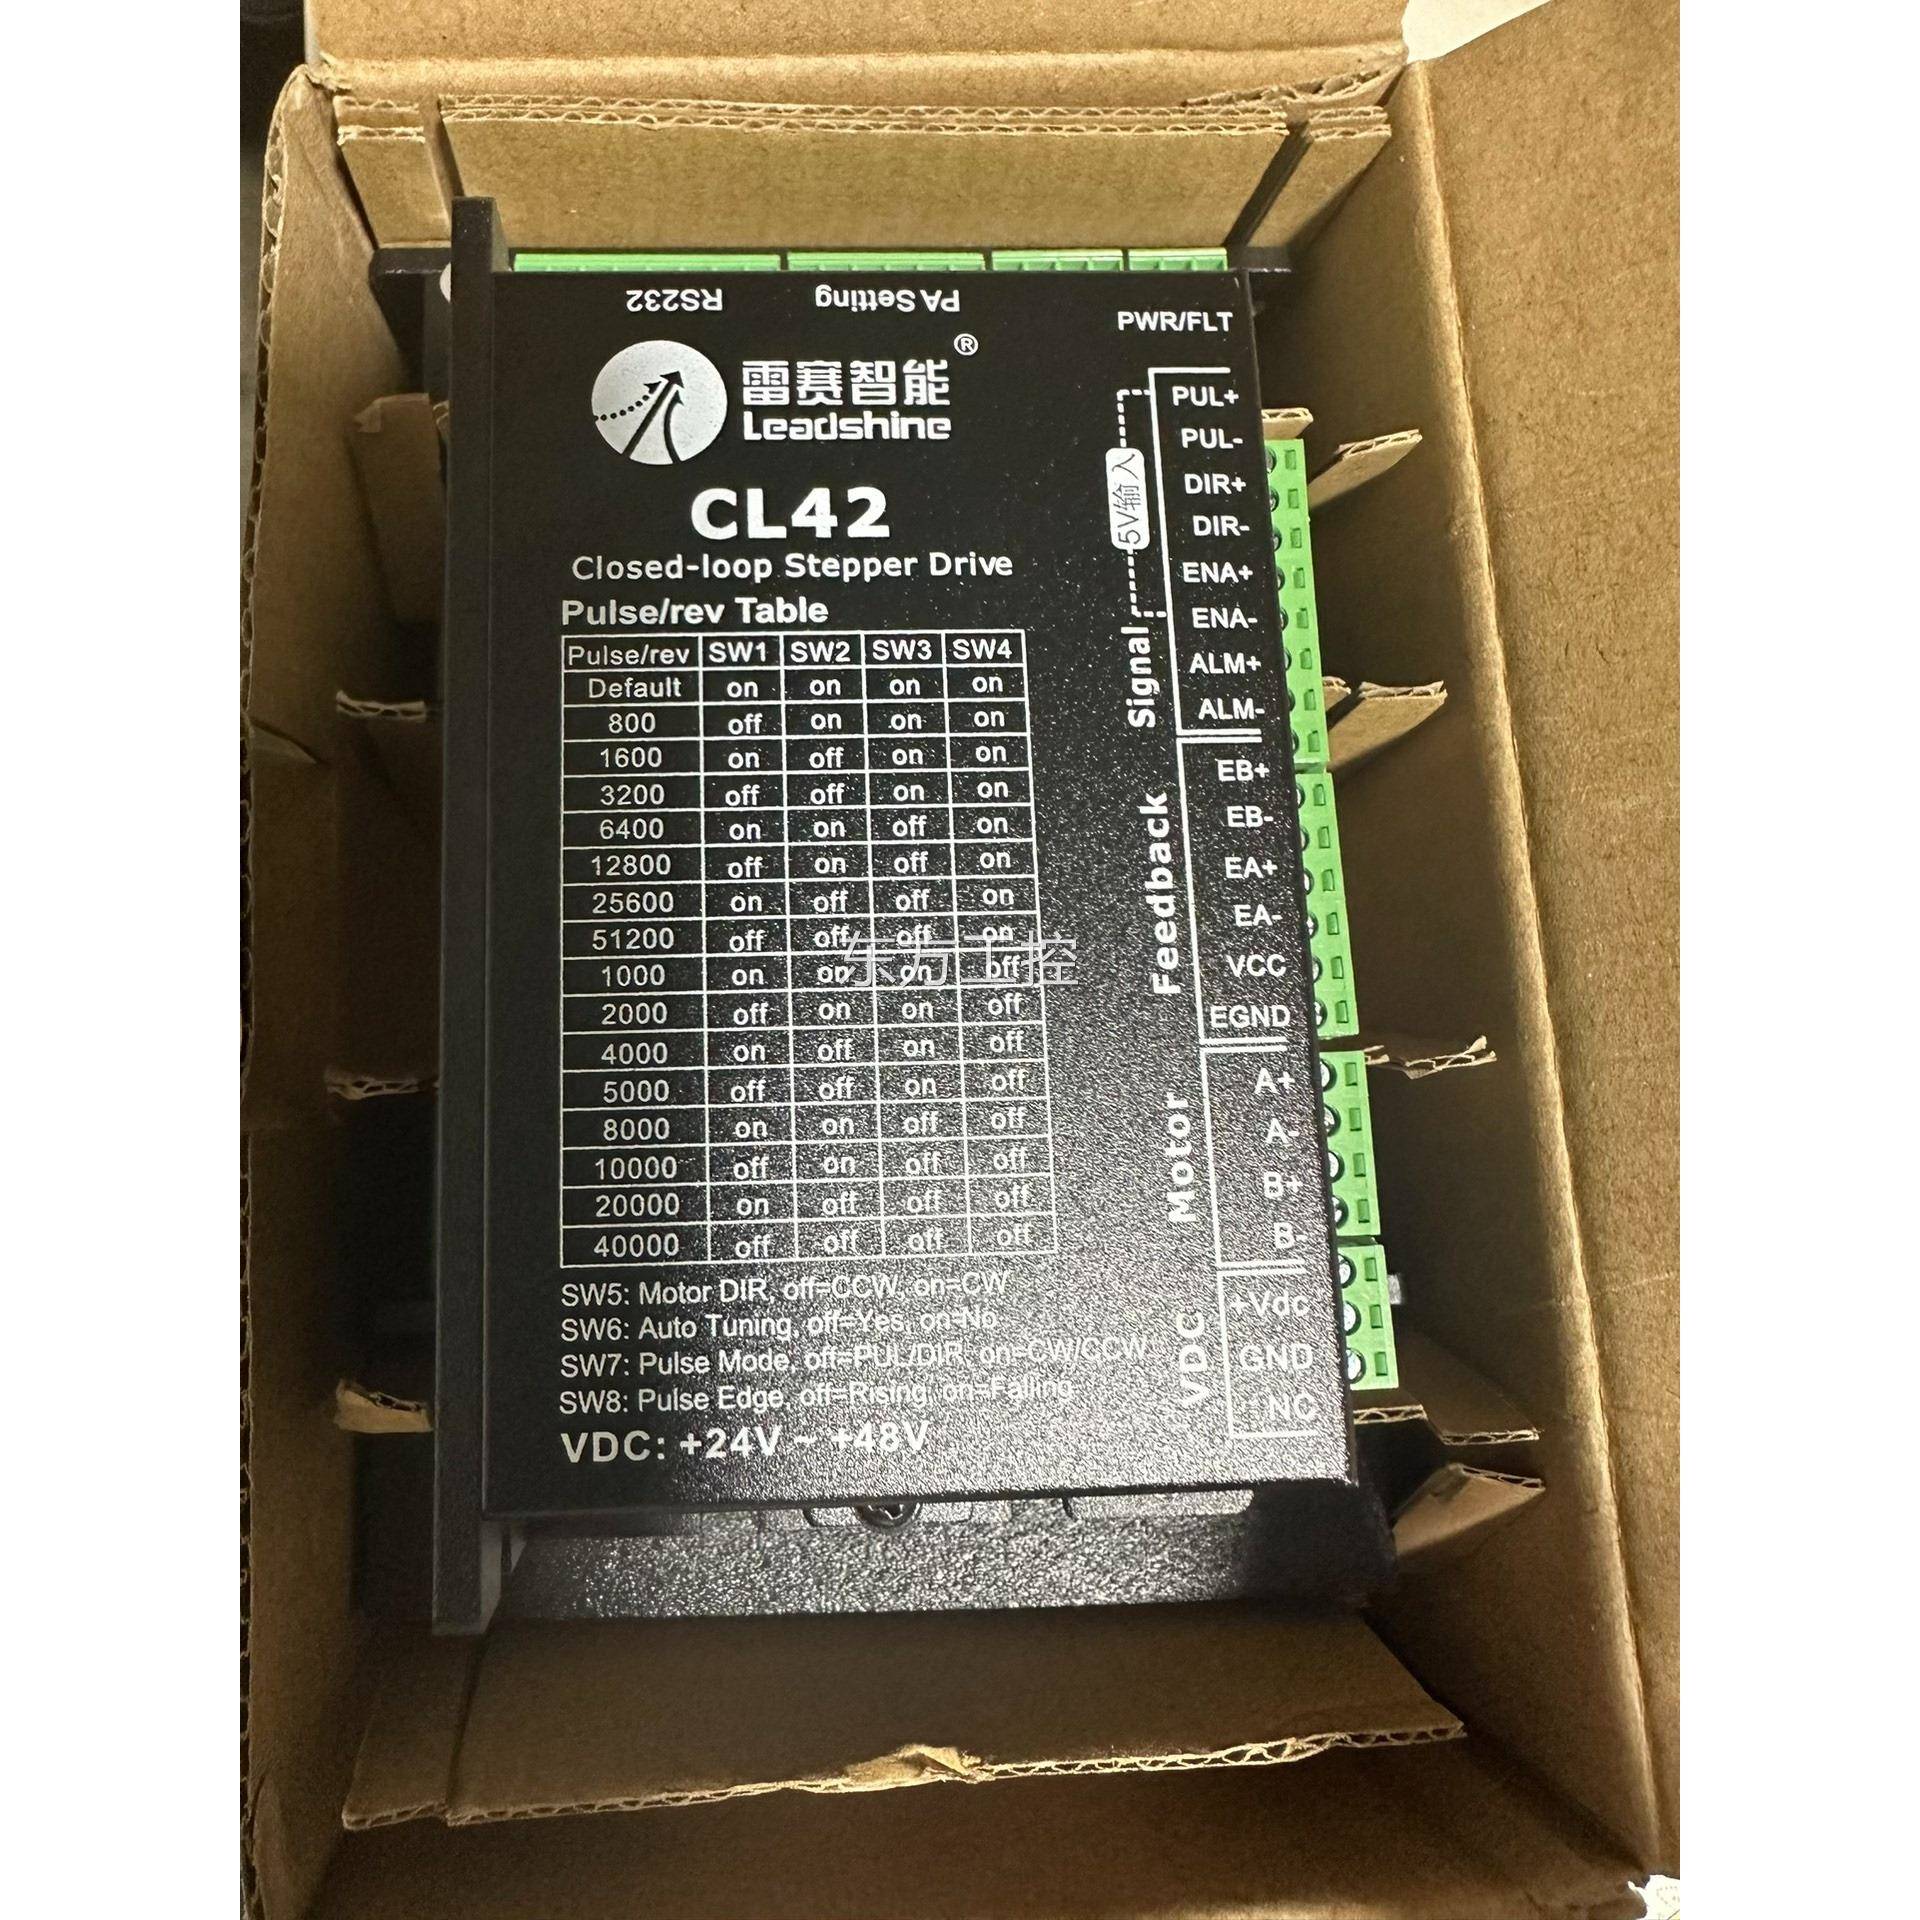 RS232
PA Setting
PWR/FLT
雷赛智能®
Leadshine
CL42
Closed-loop Stepper Drive
Pulse/rev Table
Pulse/rev SW1 SW2 SW3 SW4
Default on on on on
800 off on on on
1600 on off on on
3200 off off on on
6400 on on off on
12800 off on off on
25600 on off off on
51200 off off off on
1000 on on on off
2000 off on on off
4000 on off on off
5000 off off on off
8000 on on off off
10000 off on off off
20000 on off off off
40000 off off off off
SW5: Motor DIR, off=CCW, on=CW
SW6: Auto Tuning, off=Yes, on=No
SW7: Pulse Mode, off=PUL/DIR, on=CW/CCW
SW8: Pulse Edge, off=Rising, on=Falling
VDC: +24V ~ +48V
5V输入
Signal
PUL+
PUL-
DIR+
DIR-
ENA+
ENA-
ALM+
ALM-
Feedback
EB+
EB-
EA+
EA-
VCC
EGND
Motor
A+
A-
B+
B-
VDC
+Vdc
GND
NC
东方工控